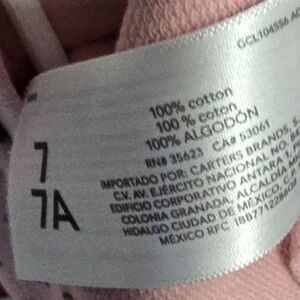 GCL104556
7
7A
100% cotton
100 % coton
100% ALGODÓN
RN# 35623 CA# 53061
IMPORTADO POR: CARTERS BRANDS, S.
C.V. AV. EJÉRCITO NACIONAL NO.
EDIFICIO CORPORATIVO ANTARA
COLONIA GRANADA, ALCALDÍA
HIDALGO CIUDAD DE MÉXICO,
MÉXICO RFC